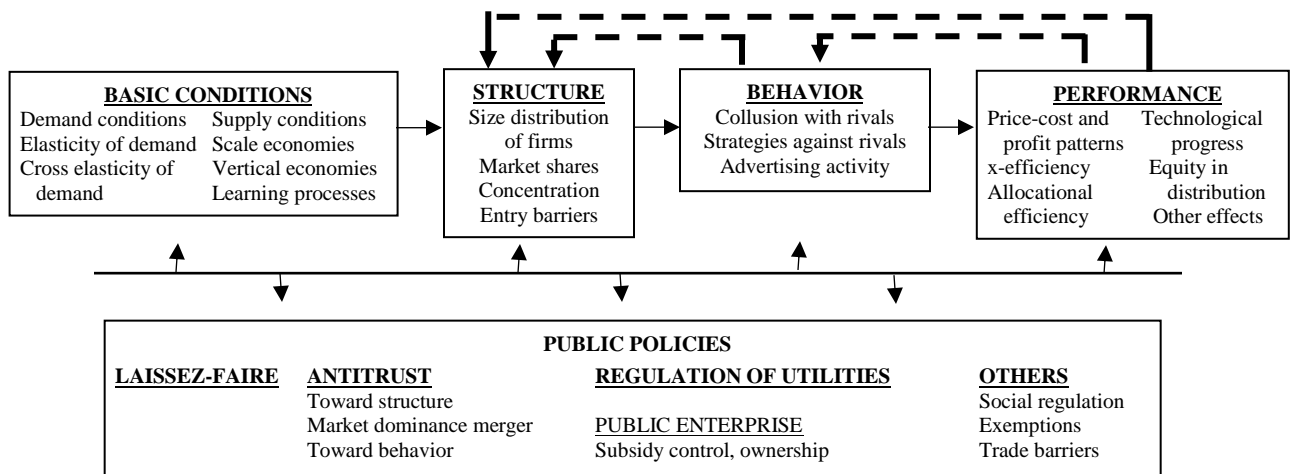 BASIC CONDITIONS
Demand conditions
Elasticity of demand
Cross elasticity of
demand
Supply conditions
Scale economies
Vertical economies
Learning processes
STRUCTURE
Size distribution
of firms
Market shares
Concentration
Entry barriers
BEHAVIOR
Collusion with rivals
Strategies against rivals
Advertising activity
PERFORMANCE
Price-cost and
profit patterns
x-efficiency
Allocational
efficiency
Technological
progress
Equity in
distribution
Other effects
PUBLIC POLICIES
LAISSEZ-FAIRE
ANTITRUST
Toward structure
Market dominance merger
Toward behavior
REGULATION OF UTILITIES
PUBLIC ENTERPRISE
Subsidy control, ownership
OTHERS
Social regulation
Exemptions
Trade barriers